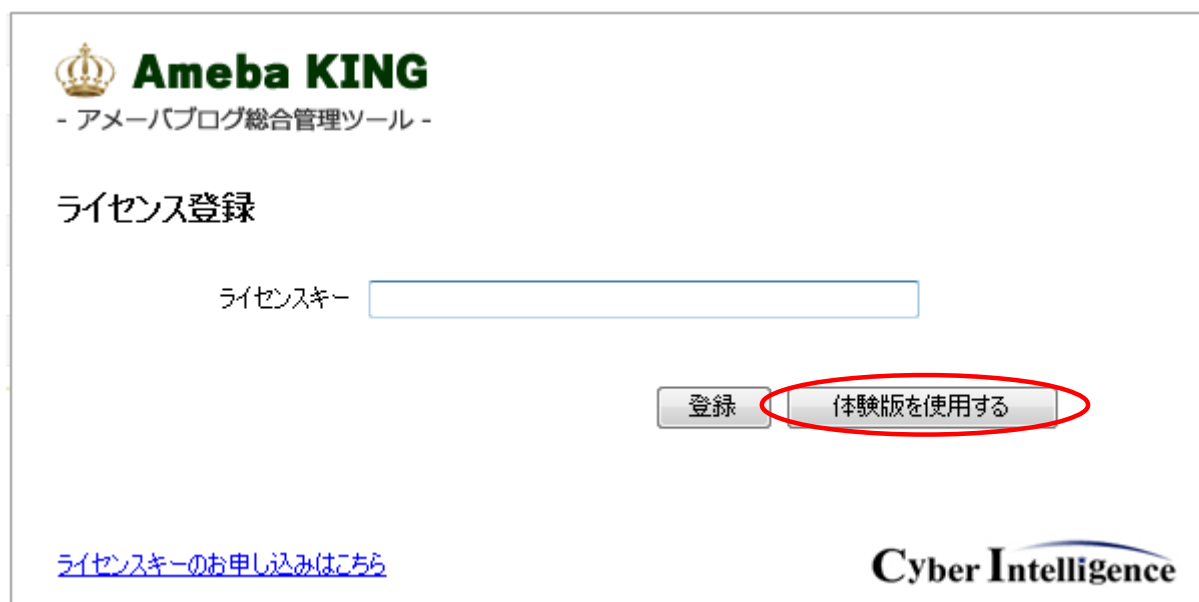 Ameba KING
- アメーバブログ総合管理ツール -
ライセンス登録
ライセンスキー
登録 体験版を使用する
ライセンスキーのお申し込みはこちら
Cyber Intelligence